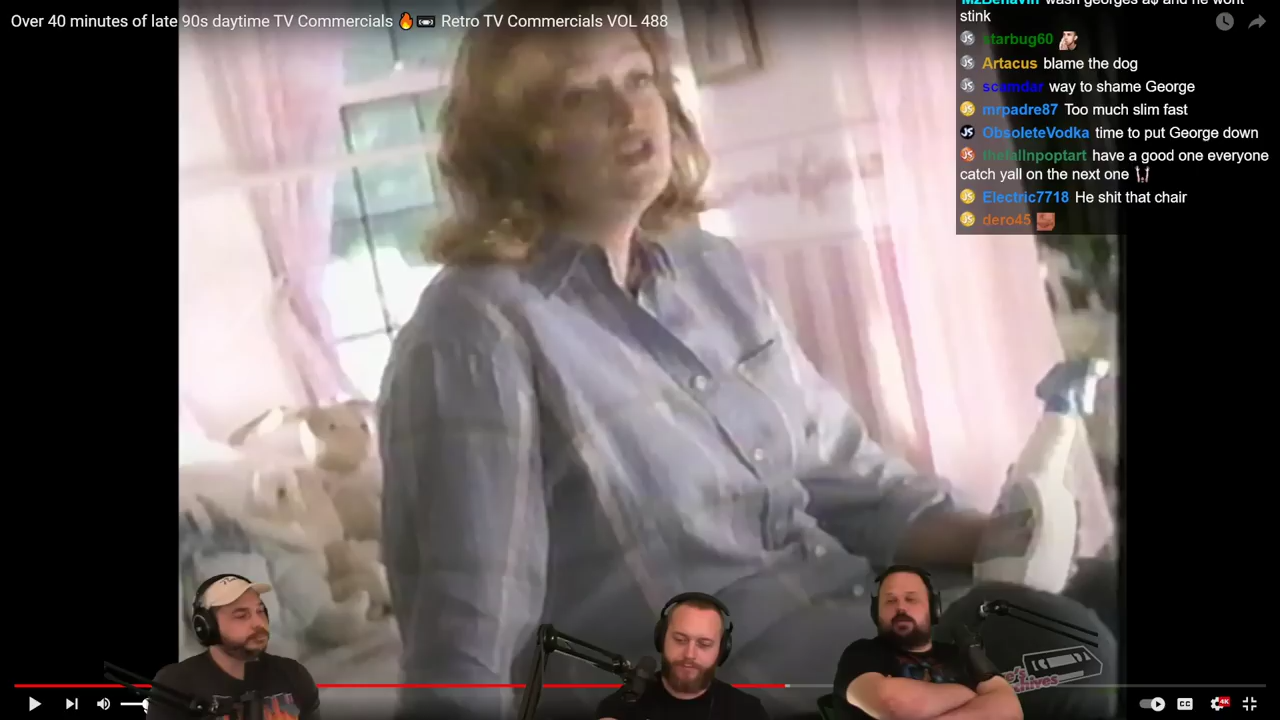 Over 40 minutes of late 90s daytime TV Commercials 🔥📼 Retro TV Commercials VOL 488
wash georges a$ and he wont
stink
starbug60
Artacus blame the dog
scamdar way to shame George
mrpadre87 Too much slim fast
ObsoleteVodka time to put George down
thefallnpoptart have a good one everyone
catch yall on the next one
Electric7718 He shit that chair
dero45
CC
4K